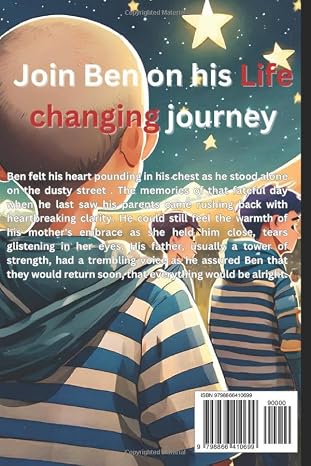 Join Ben on his Life
changing journey
Ben felt his heart pounding in his chest as he stood alone
on the dusty street . The memories of that fateful day
when he last saw his parents came rushing back with
heartbreaking clarity. He could still feel the warmth of
his mother's embrace as she held him close, tears
glistening in her eyes. His father, usually a tower of
strength, had a trembling voice as he assured Ben that
they would return soon, that everything would be alright.
ISBN 9798866410699
90000
9 798866 410699